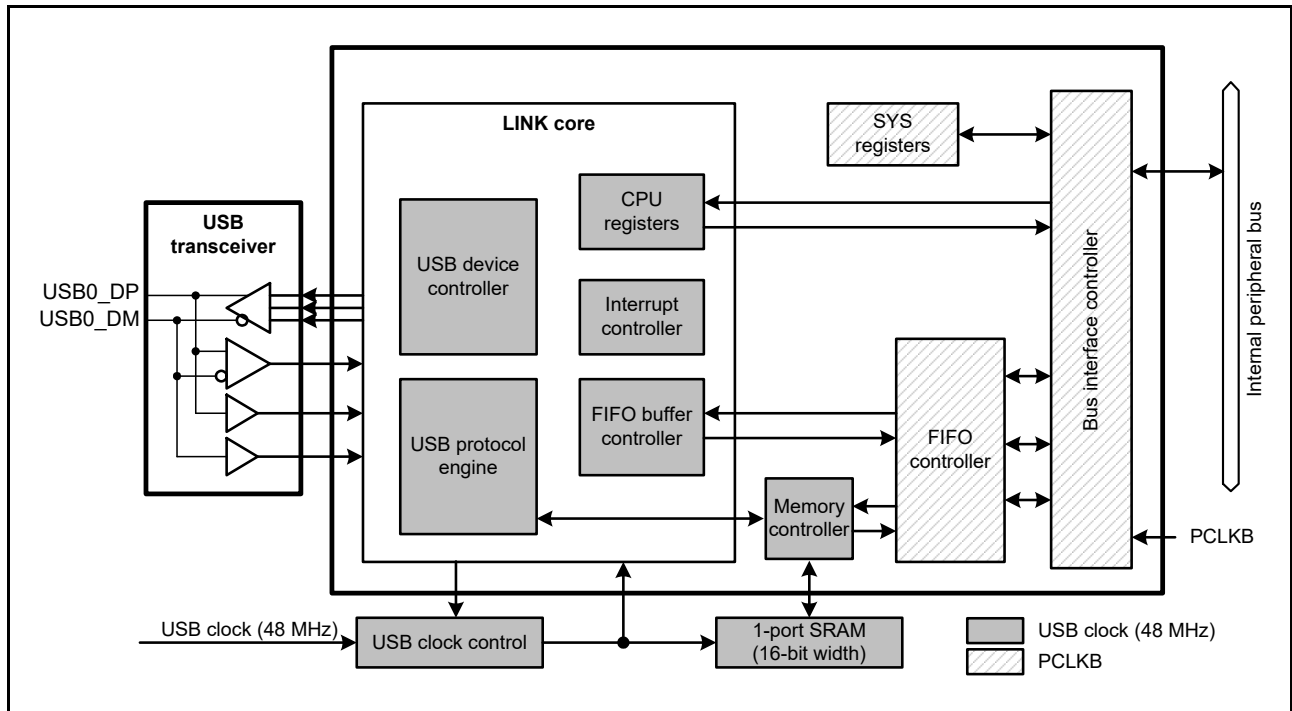 LINK core
SYS
registers
CPU
registers
USB
transceiver
USB device
controller
USB0_DP
USB0_DM
Interrupt
controller
Bus interface controller
Internal peripheral bus
FIFO buffer
controller
USB protocol
engine
FIFO
controller
Memory
controller
PCLKB
USB clock (48 MHz)
USB clock control
1-port SRAM
(16-bit width)
USB clock (48 MHz)
PCLKB